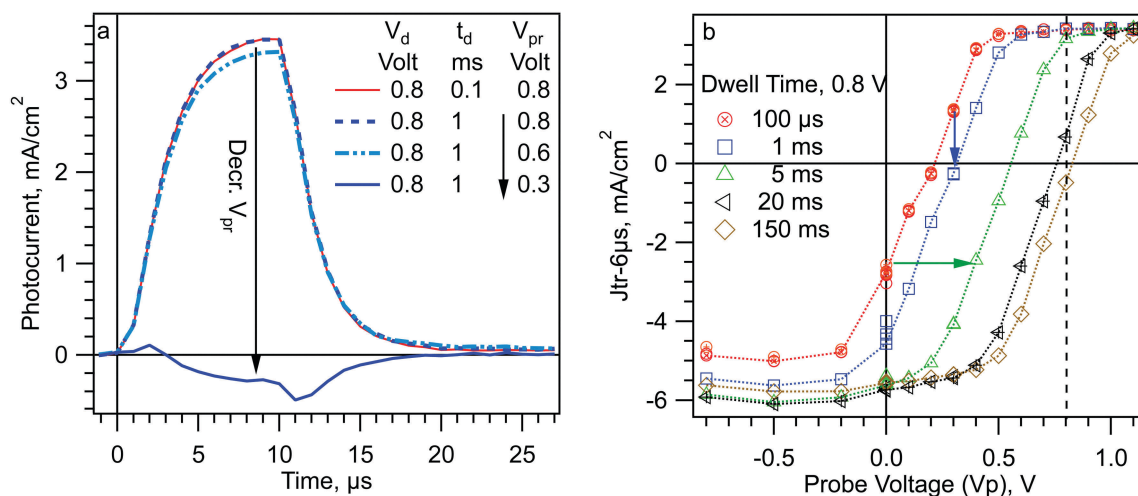 a
V_d t_d V_pr
Volt ms Volt
0.8 0.1 0.8
0.8 1 0.8
0.8 1 0.6
0.8 1 0.3
Decr. V_pr
Photocurrent, mA/cm²
3
2
1
0
0 5 10 15 20 25
Time, µs
b
Dwell Time, 0.8 V
100 µs
1 ms
5 ms
20 ms
150 ms
Jtr-6µs, mA/cm²
2
0
-2
-4
-6
-0.5 0.0 0.5 1.0
Probe Voltage (Vp), V